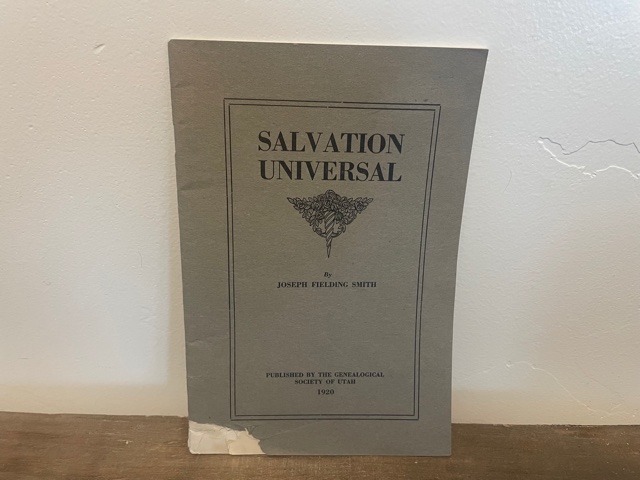 SALVATION
UNIVERSAL
By
JOSEPH FIELDING SMITH
PUBLISHED BY THE GENEALOGICAL
SOCIETY OF UTAH
1920